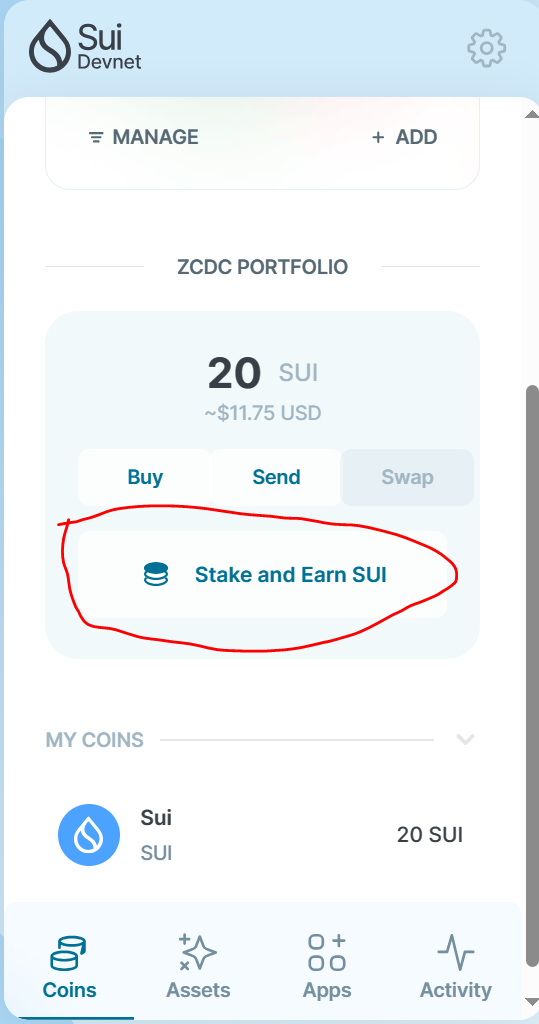 Sui
Devnet
MANAGE
+ ADD
ZCDC PORTFOLIO
20 SUI
~$11.75 USD
Buy
Send
Swap
Stake and Earn SUI
MY COINS
Sui
SUI
20 SUI
Coins
Assets
Apps
Activity